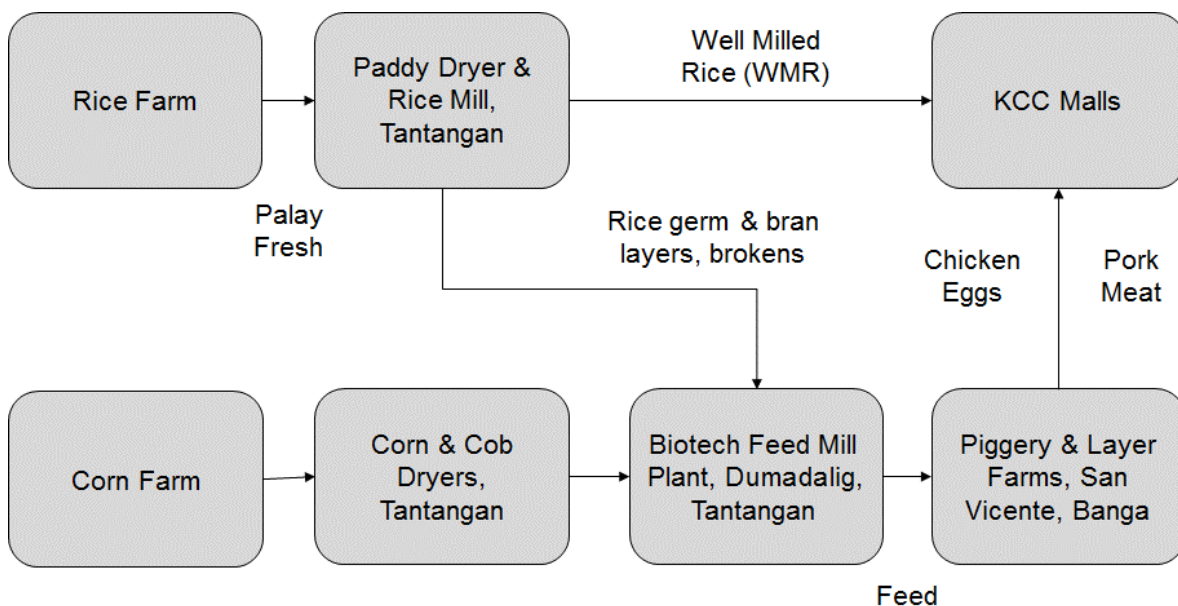 Rice Farm
Paddy Dryer &
Rice Mill,
Tantangan
Well Milled
Rice (WMR)
KCC Malls
Palay
Fresh
Rice germ & bran
layers, brokens
Chicken
Eggs
Pork
Meat
Corn Farm
Corn & Cob
Dryers,
Tantangan
Biotech Feed Mill
Plant, Dumadalig,
Tantangan
Piggery & Layer
Farms, San
Vicente, Banga
Feed